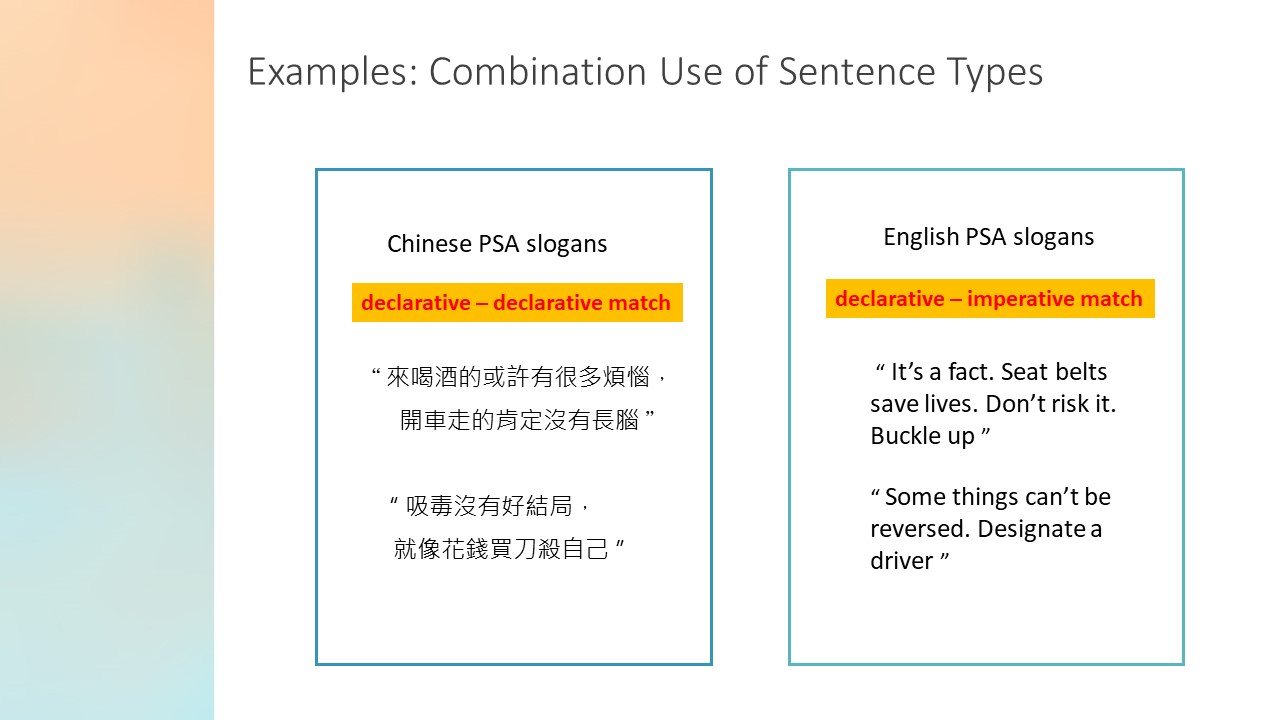 Examples: Combination Use of Sentence Types
Chinese PSA slogans
declarative – declarative match
“ 來喝酒的或許有很多煩惱，
開車走的肯定沒有長腦 ”
“ 吸毒沒有好結局，
就像花錢買刀殺自己 ”
English PSA slogans
declarative – imperative match
“ It’s a fact. Seat belts
save lives. Don’t risk it.
Buckle up ”
“ Some things can’t be
reversed. Designate a
driver ”